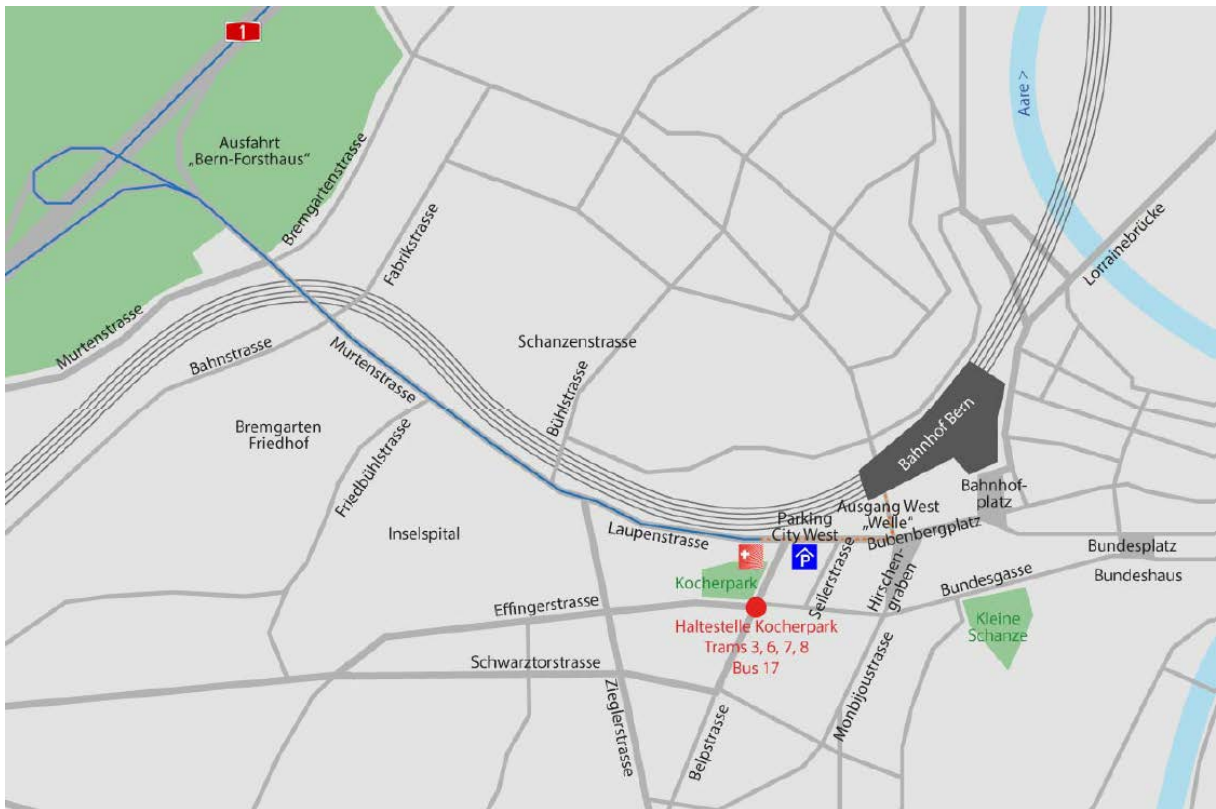 1
Aare >
Ausfahrt
„Bern-Forsthaus“
Bremgartenstrasse
Fabrikstrasse
Lorrainebrücke
Murtenstrasse
Bahnstrasse
Murtenstrasse
Schanzenstrasse
Bühlstrasse
Bremgarten
Friedhof
Friedbühlstrasse
Bahnhof Bern
Bahnhof-
platz
Inselspital
Laupenstrasse
Parking
City West
Ausgang West
„Welle“
Bubenbergplatz
P
Bundesplatz
Bundeshaus
Kocherpark
Seilerstrasse
Hirschen-
graben
Bundesgasse
Effingerstrasse
Haltestelle Kocherpark
Trams 3, 6, 7, 8
Bus 17
Kleine
Schanze
Schwarztorstrasse
Zieglerstrasse
Belpstrasse
Monbijoustrasse